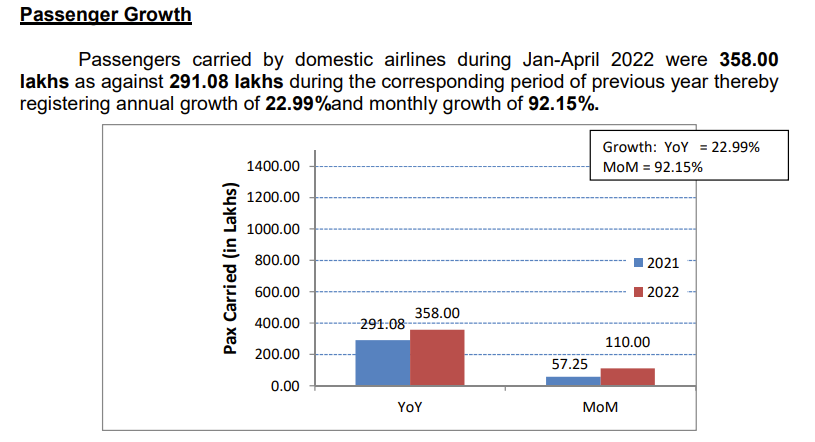 Passenger Growth
Passengers carried by domestic airlines during Jan-April 2022 were 358.00
lakhs as against 291.08 lakhs during the corresponding period of previous year thereby
registering annual growth of 22.99%and monthly growth of 92.15%.
Growth: YoY = 22.99%
MoM = 92.15%
Pax Carried (in Lakhs)
1400.00
1200.00
1000.00
800.00
600.00
400.00
200.00
0.00
2021
2022
291.08
358.00
57.25
110.00
YoY
MoM